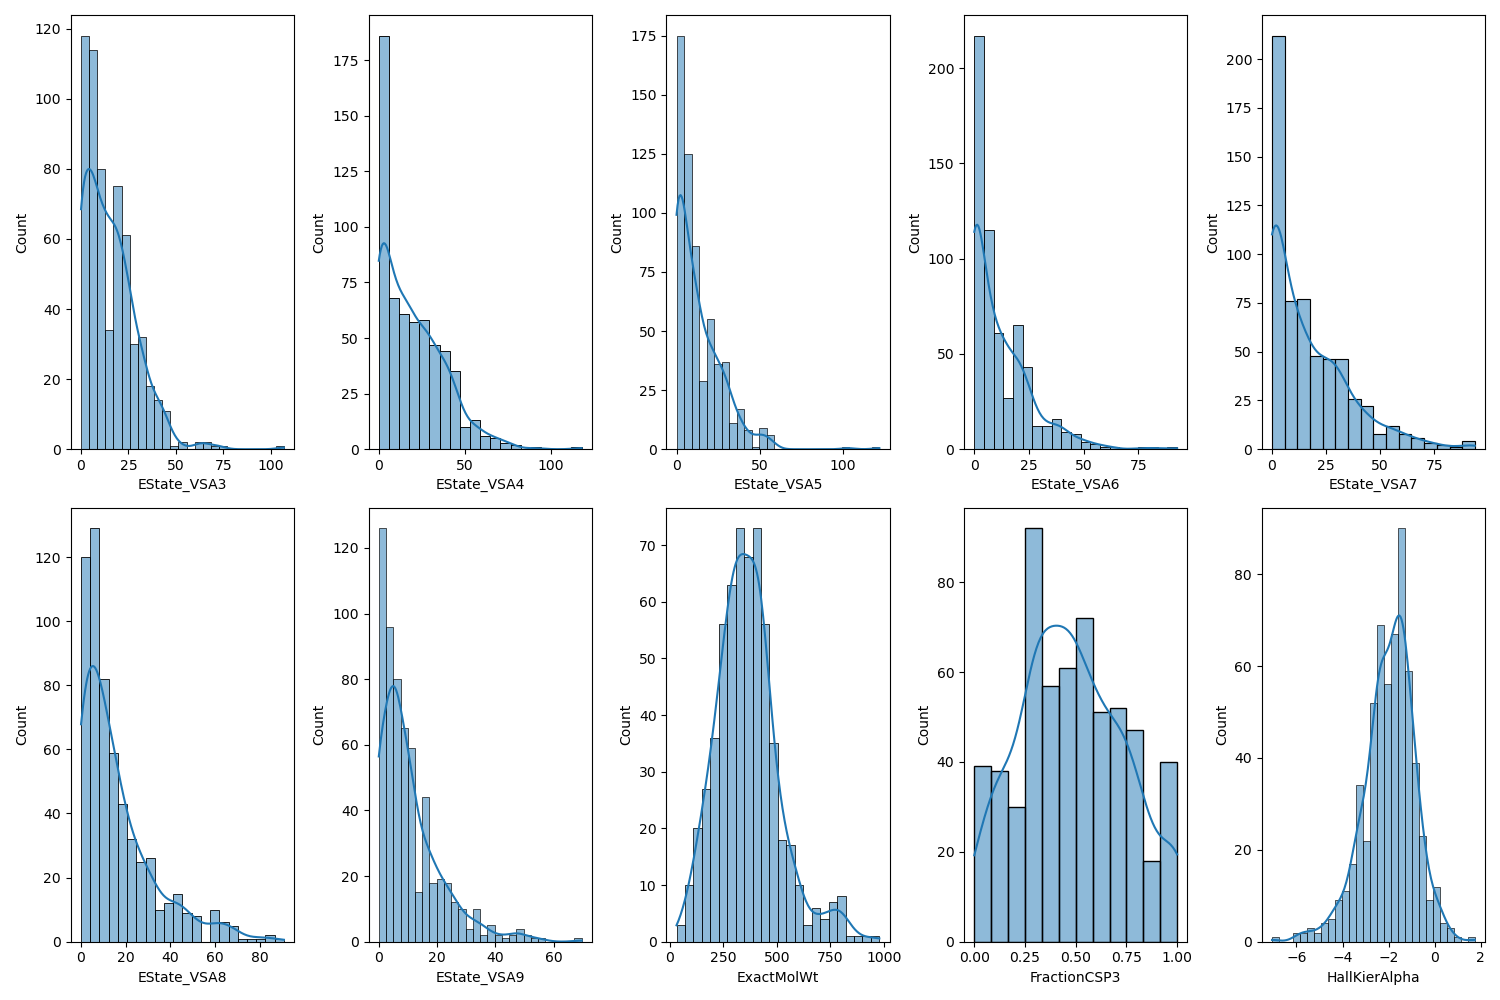 120
100
80
60
40
20
0
Count
0 25 50 75 100
EState_VSA3
175
150
125
100
75
50
25
0
Count
0 50 100
EState_VSA4
175
150
125
100
75
50
25
0
Count
0 50 100
EState_VSA5
200
150
100
50
0
Count
0 25 50 75
EState_VSA6
200
175
150
125
100
75
50
25
0
Count
0 25 50 75
EState_VSA7
120
100
80
60
40
20
0
Count
0 20 40 60 80
EState_VSA8
120
100
80
60
40
20
0
Count
0 20 40 60
EState_VSA9
70
60
50
40
30
20
10
0
Count
0 250 500 750 1000
ExactMolWt
80
60
40
20
0
Count
0.00 0.25 0.50 0.75 1.00
FractionCSP3
80
60
40
20
0
Count
−6 −4 −2 0 2
HallKierAlpha